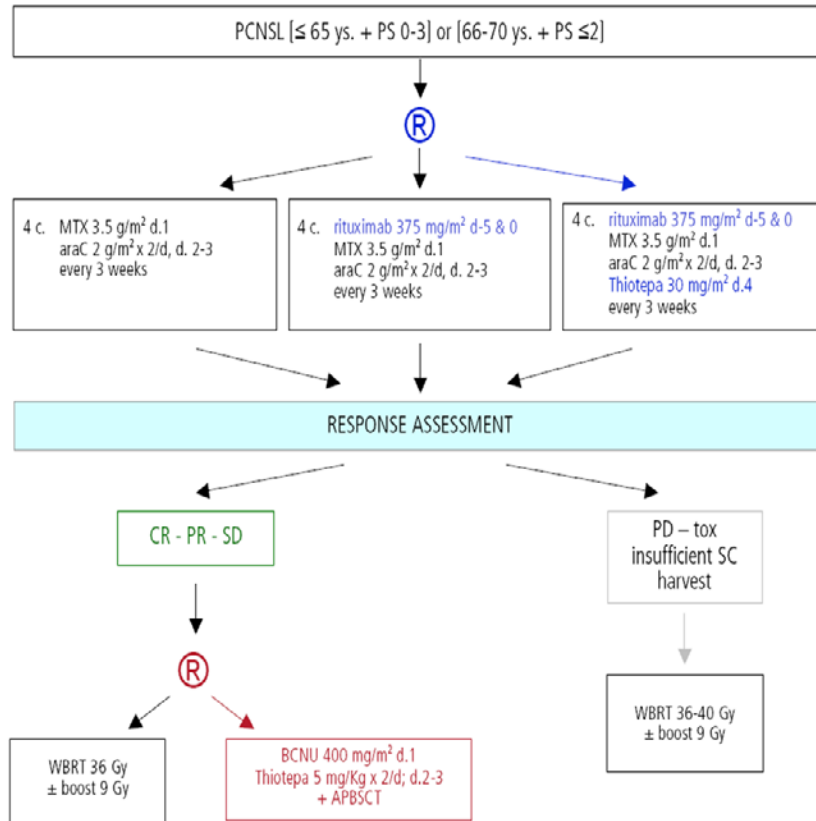 PCNSL [≤ 65 ys. + PS 0-3] or [66-70 ys. + PS ≤2]
®
4 c. MTX 3.5 g/m² d.1
araC 2 g/m² x 2/d, d. 2-3
every 3 weeks
4 c. rituximab 375 mg/m² d-5 & 0
MTX 3.5 g/m² d.1
araC 2 g/m² x 2/d, d. 2-3
every 3 weeks
4 c. rituximab 375 mg/m² d-5 & 0
MTX 3.5 g/m² d.1
araC 2 g/m² x 2/d, d. 2-3
Thiotepa 30 mg/m² d.4
every 3 weeks
RESPONSE ASSESSMENT
CR - PR - SD
PD – tox
insufficient SC
harvest
®
WBRT 36 Gy
± boost 9 Gy
BCNU 400 mg/m² d.1
Thiotepa 5 mg/Kg x 2/d; d.2-3
+ APBSCT
WBRT 36-40 Gy
± boost 9 Gy